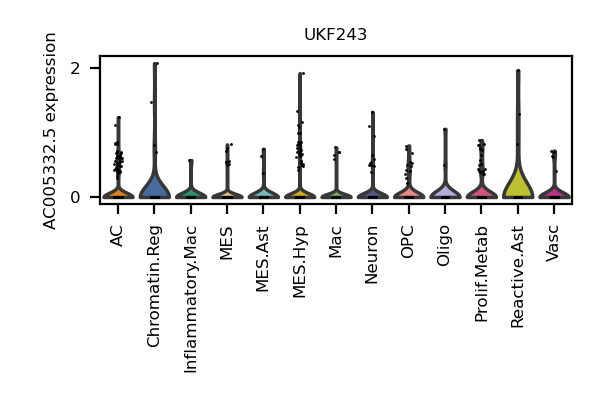 UKF243
AC005332.5 expression
2
0
AC
Chromatin.Reg
Inflammatory.Mac
MES
MES.Ast
MES.Hyp
Mac
Neuron
OPC
Oligo
Prolif.Metab
Reactive.Ast
Vasc